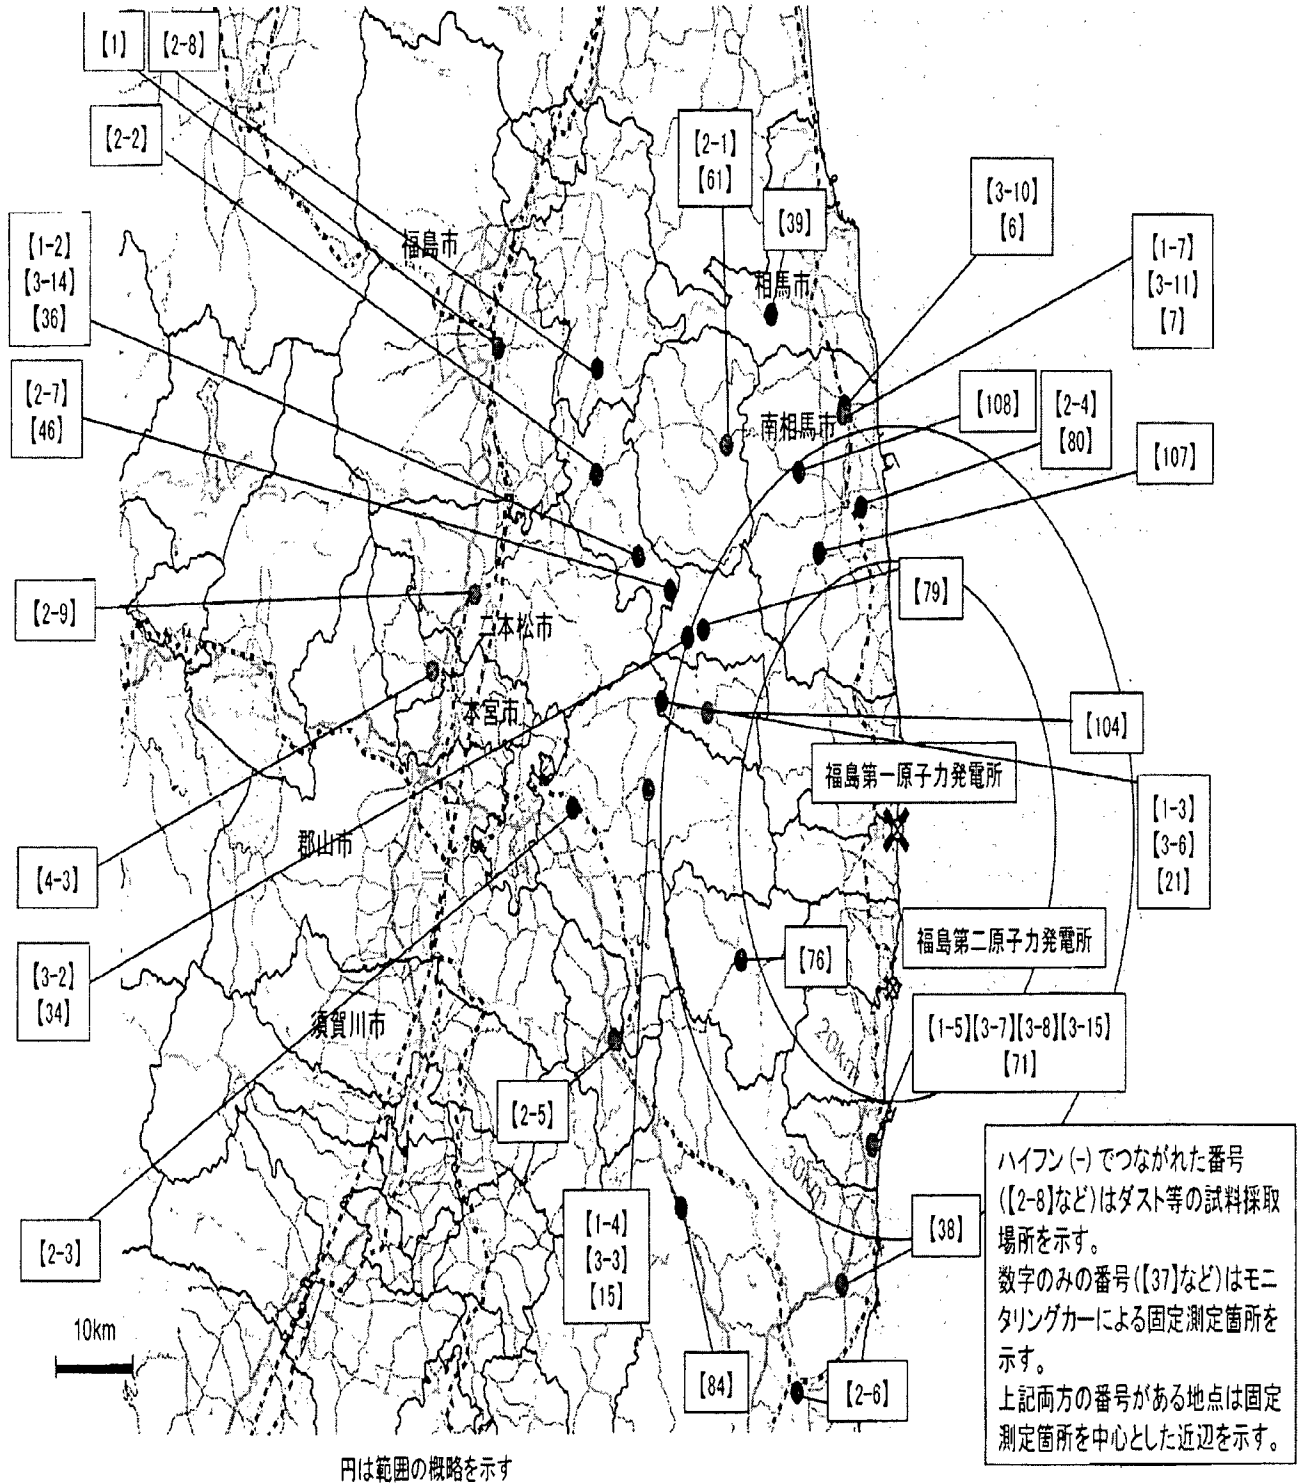 【1】
【2-8】
【2-2】
【2-1】
【61】
【39】
【3-10】
【6】
【1-7】
【3-11】
【7】
福島市
相馬市
【1-2】
【3-14】
【36】
【2-7】
【46】
南相馬市
【108】
【2-4】
【80】
【107】
【79】
【2-9】
二本松市
本宮市
【104】
福島第一原子力発電所
【1-3】
【3-6】
【21】
郡山市
【4-3】
【3-2】
【34】
【76】
福島第二原子力発電所
須賀川市
【1-5】【3-7】【3-8】【3-15】
【71】
20km
30km
【2-5】
【2-3】
【1-4】
【3-3】
【15】
【38】
【84】
【2-6】
10km
ハイフン(-)でつながれた番号
(【2-8】など)はダスト等の試料採取
場所を示す。
数字のみの番号(【37】など)はモニ
タリングカーによる固定測定箇所を
示す。
上記両方の番号がある地点は固定
測定箇所を中心とした近辺を示す。
円は範囲の概略を示す